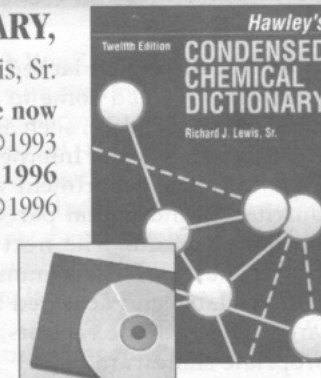 ARY,
is, Sr.
e now
©1993
1996
©1996
Hawley's
Twelfth Edition
CONDENSED
CHEMICAL
DICTIONARY
Richard J. Lewis, Sr.